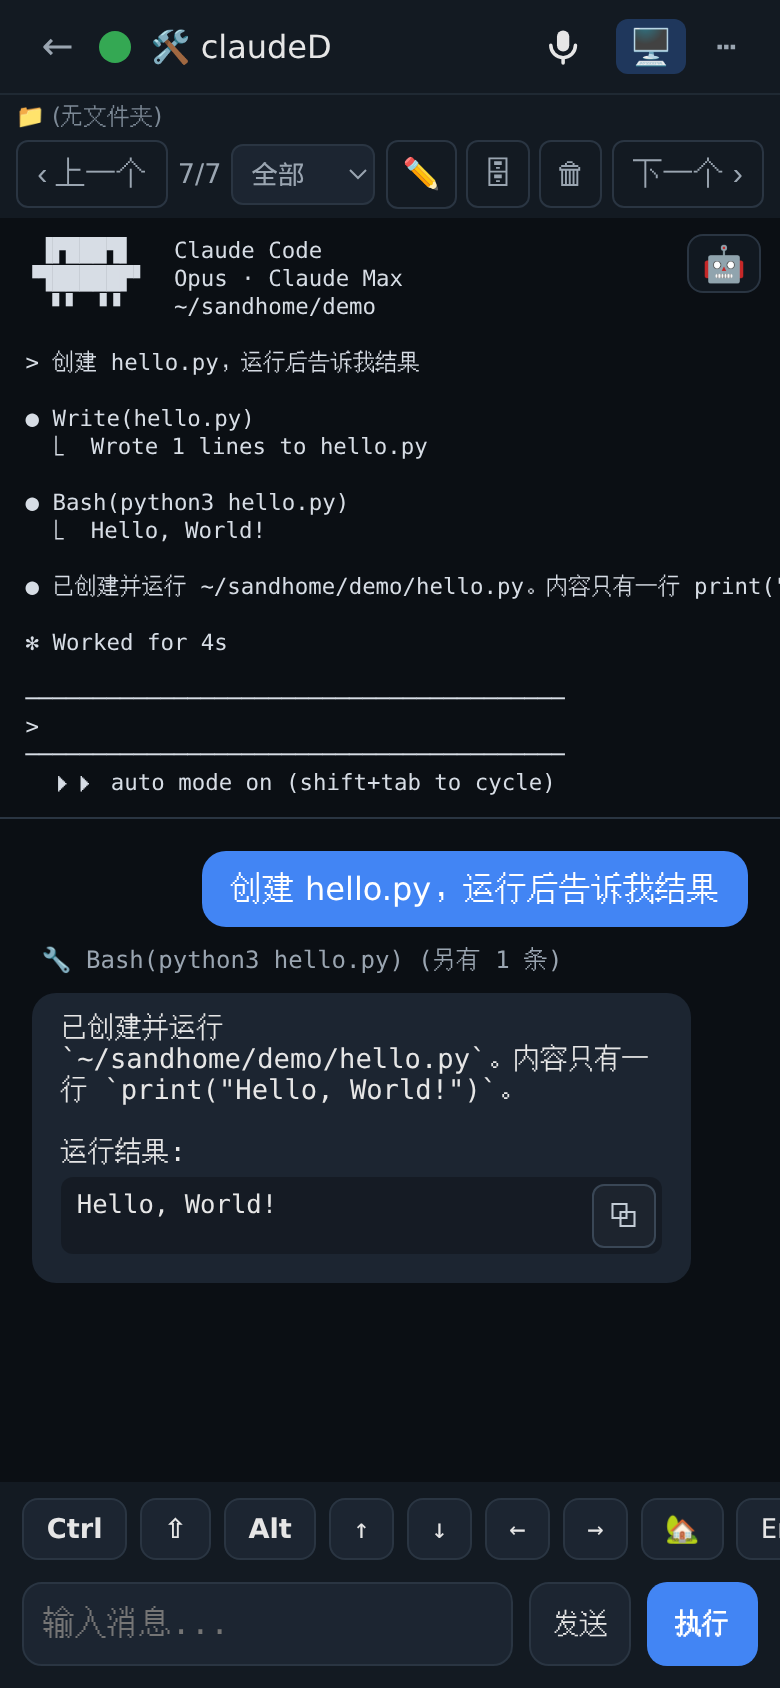 ← claudeD ...
(无文件夹)
‹ 上一个 7/7 全部 下一个 ›
Claude Code
Opus · Claude Max
~/sandhome/demo
> 创建 hello.py，运行后告诉我结果
● Write(hello.py)
⎿ Wrote 1 lines to hello.py
● Bash(python3 hello.py)
⎿ Hello, World!
● 已创建并运行 ~/sandhome/demo/hello.py。内容只有一行 print("
✻ Worked for 4s
>
⏵⏵ auto mode on (shift+tab to cycle)
创建 hello.py，运行后告诉我结果
Bash(python3 hello.py) (另有 1 条)
已创建并运行
`~/sandhome/demo/hello.py`。内容只有一
行 `print("Hello, World!")`。
运行结果:
Hello, World!
Ctrl ⇧ Alt ↑ ↓ ← →
输入消息... 发送 执行